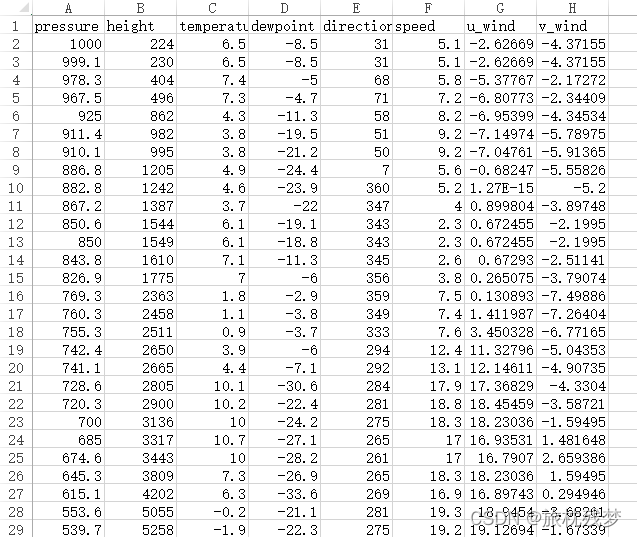 A B C D E F G H
1 pressure height temperatu dewpoint direction speed u_wind v_wind
2 1000 224 6.5 -8.5 31 5.1 -2.62669 -4.37155
3 999.1 230 6.5 -8.5 31 5.1 -2.62669 -4.37155
4 978.3 404 7.4 -5 68 5.8 -5.37767 -2.17272
5 967.5 496 7.3 -4.7 71 7.2 -6.80773 -2.34409
6 925 862 4.3 -11.3 58 8.2 -6.95399 -4.34534
7 911.4 982 3.8 -19.5 51 9.2 -7.14974 -5.78975
8 910.1 995 3.8 -21.2 50 9.2 -7.04761 -5.91365
9 886.8 1205 4.9 -24.4 7 5.6 -0.68247 -5.55826
10 882.8 1242 4.6 -23.9 360 5.2 1.27E-15 -5.2
11 867.2 1387 3.7 -22 347 4 0.899804 -3.89748
12 850.6 1544 6.1 -19.1 343 2.3 0.672455 -2.1995
13 850 1549 6.1 -18.8 343 2.3 0.672455 -2.1995
14 843.8 1610 7.1 -11.3 345 2.6 0.67293 -2.51141
15 826.9 1775 7 -6 356 3.8 0.265075 -3.79074
16 769.3 2363 1.8 -2.9 359 7.5 0.130893 -7.49886
17 760.3 2458 1.1 -3.8 349 7.4 1.411987 -7.26404
18 755.3 2511 0.9 -3.7 333 7.6 3.450328 -6.77165
19 742.4 2650 3.9 -6 294 12.4 11.32796 -5.04353
20 741.1 2665 4.4 -7.1 292 13.1 12.14611 -4.90735
21 728.6 2805 10.1 -30.6 284 17.9 17.36829 -4.3304
22 720.3 2900 10.2 -22.4 281 18.8 18.45459 -3.58721
23 700 3136 10 -24.2 275 18.3 18.23036 -1.59495
24 685 3317 10.7 -27.1 265 17 16.93531 1.481648
25 674.6 3443 10 -28.2 261 17 16.7907 2.659386
26 645.3 3809 7.3 -26.9 265 18.3 18.23036 1.59495
27 615.1 4202 6.3 -33.6 269 16.9 16.89743 0.294946
28 553.6 5055 -0.2 -21.1 281 19.3 18.9454 -3.68261
29 539.7 5258 -1.9 -22.3 275 19.2 19.12694 -1.67339